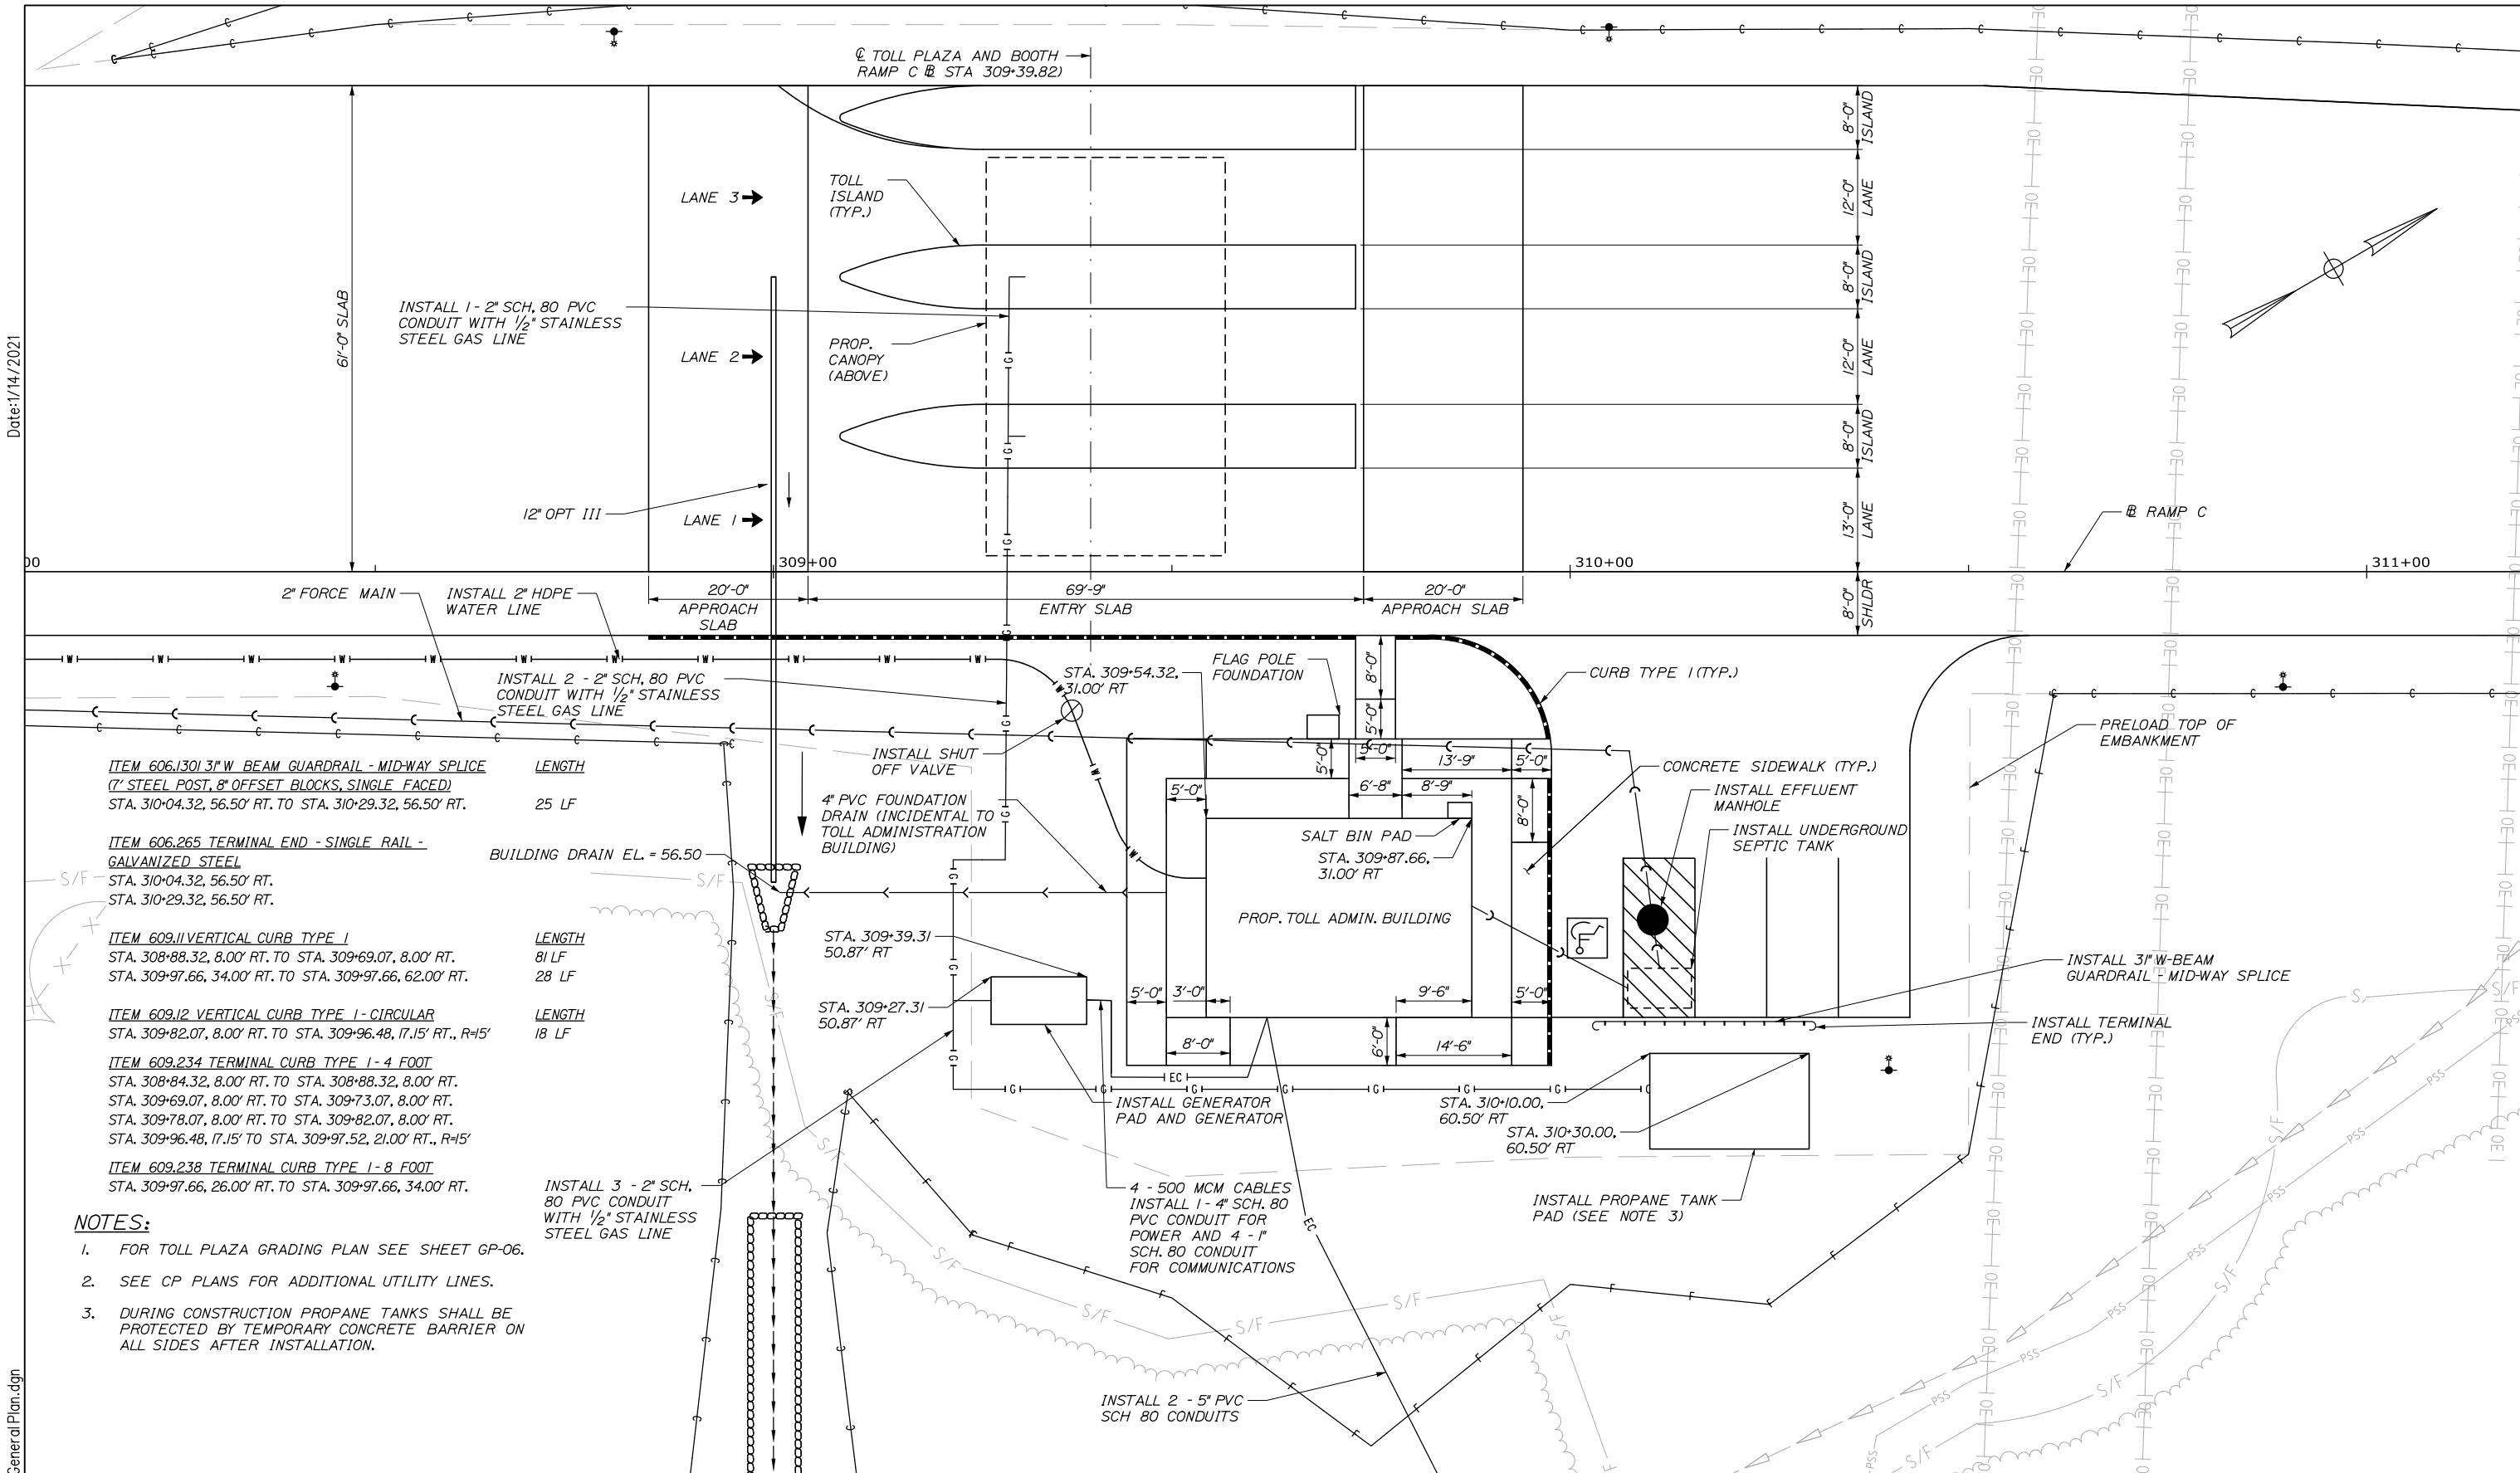 ℄ TOLL PLAZA AND BOOTH
RAMP C ℄ STA 309+39.82)
Date:1/14/2021
61'-0" SLAB
LANE 3
TOLL
ISLAND
(TYP.)
8'-0"
ISLAND
12'-0"
LANE
8'-0"
ISLAND
12'-0"
LANE
8'-0"
ISLAND
13'-0"
LANE
8'-0"
SHLDR
INSTALL 1 - 2" SCH, 80 PVC
CONDUIT WITH 1/2" STAINLESS
STEEL GAS LINE
LANE 2
PROP.
CANOPY
(ABOVE)
12" OPT III
LANE 1
RAMP C
00
309+00
310+00
311+00
2" FORCE MAIN
INSTALL 2" HDPE
WATER LINE
20'-0"
APPROACH
SLAB
69'-9"
ENTRY SLAB
20'-0"
APPROACH SLAB
INSTALL 2 - 2" SCH, 80 PVC
CONDUIT WITH 1/2" STAINLESS
STEEL GAS LINE
STA. 309+54.32,
31.00' RT
FLAG POLE
FOUNDATION
8'-0"
5'-0"
CURB TYPE 1 (TYP.)
PRELOAD TOP OF
EMBANKMENT
INSTALL SHUT
OFF VALVE
5'-0"
5'-0"
13'-9"
5'-0"
CONCRETE SIDEWALK (TYP.)
5'-0"
6'-8"
8'-9"
8'-0"
INSTALL EFFLUENT
MANHOLE
INSTALL UNDERGROUND
SEPTIC TANK
4" PVC FOUNDATION
DRAIN (INCIDENTAL TO
TOLL ADMINISTRATION
BUILDING)
SALT BIN PAD
STA. 309+87.66,
31.00' RT
BUILDING DRAIN EL. = 56.50
PROP. TOLL ADMIN. BUILDING
STA. 309+39.31
50.87' RT
STA. 309+27.31
50.87' RT
5'-0"
3'-0"
9'-6"
5'-0"
8'-0"
6'-0"
14'-6"
INSTALL 31" W-BEAM
GUARDRAIL - MID-WAY SPLICE
INSTALL TERMINAL
END (TYP.)
INSTALL GENERATOR
PAD AND GENERATOR
STA. 310+10.00,
60.50' RT
STA. 310+30.00,
60.50' RT
INSTALL PROPANE TANK
PAD (SEE NOTE 3)
INSTALL 3 - 2" SCH,
80 PVC CONDUIT
WITH 1/2" STAINLESS
STEEL GAS LINE
4 - 500 MCM CABLES
INSTALL 1 - 4" SCH. 80
PVC CONDUIT FOR
POWER AND 4 - 1"
SCH. 80 CONDUIT
FOR COMMUNICATIONS
INSTALL 2 - 5" PVC
SCH 80 CONDUITS
ITEM 606.1301 31" W BEAM GUARDRAIL - MID-WAY SPLICE LENGTH
(7' STEEL POST, 8" OFFSET BLOCKS, SINGLE FACED)
STA. 310+04.32, 56.50' RT. TO STA. 310+29.32, 56.50' RT. 25 LF
ITEM 606.265 TERMINAL END - SINGLE RAIL -
GALVANIZED STEEL
STA. 310+04.32, 56.50' RT.
STA. 310+29.32, 56.50' RT.
ITEM 609.11 VERTICAL CURB TYPE 1 LENGTH
STA. 308+88.32, 8.00' RT. TO STA. 309+69.07, 8.00' RT. 81 LF
STA. 309+97.66, 34.00' RT. TO STA. 309+97.66, 62.00' RT. 28 LF
ITEM 609.12 VERTICAL CURB TYPE 1 - CIRCULAR LENGTH
STA. 309+82.07, 8.00' RT. TO STA. 309+96.48, 17.15' RT., R=15' 18 LF
ITEM 609.234 TERMINAL CURB TYPE 1 - 4 FOOT
STA. 308+84.32, 8.00' RT. TO STA. 308+88.32, 8.00' RT.
STA. 309+69.07, 8.00' RT. TO STA. 309+73.07, 8.00' RT.
STA. 309+78.07, 8.00' RT. TO STA. 309+82.07, 8.00' RT.
STA. 309+96.48, 17.15' TO STA. 309+97.52, 21.00' RT., R=15'
ITEM 609.238 TERMINAL CURB TYPE 1 - 8 FOOT
STA. 309+97.66, 26.00' RT. TO STA. 309+97.66, 34.00' RT.
NOTES:
1. FOR TOLL PLAZA GRADING PLAN SEE SHEET GP-06.
2. SEE CP PLANS FOR ADDITIONAL UTILITY LINES.
3. DURING CONSTRUCTION PROPANE TANKS SHALL BE
PROTECTED BY TEMPORARY CONCRETE BARRIER ON
ALL SIDES AFTER INSTALLATION.
GeneralPlan.dgn